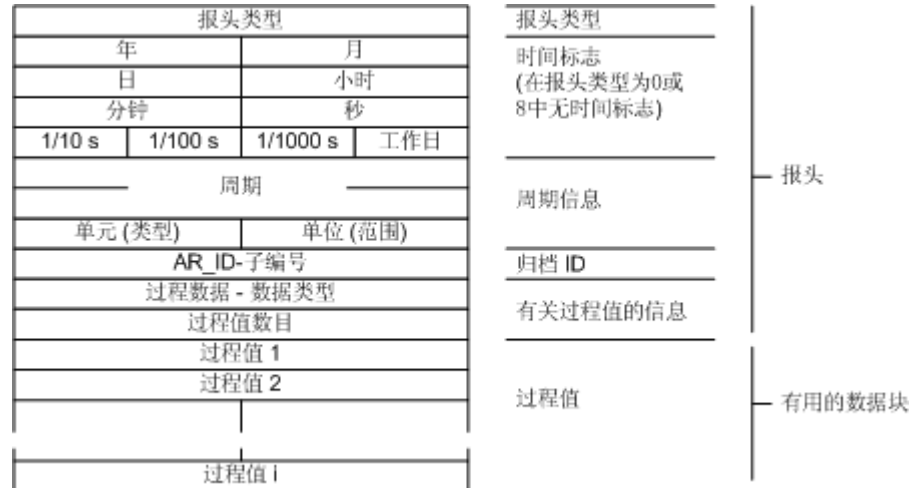 报头类型
年 月
日 小时
分钟 秒
1/10 s 1/100 s 1/1000 s 工作日
周期
单元 (类型) 单位 (范围)
AR_ID-子编号
过程数据 - 数据类型
过程值数目
过程值 1
过程值 2
过程值 i
报头类型
时间标志
(在报头类型为0或
8中无时间标志)
周期信息
归档 ID
有关过程值的信息
过程值
报头
有用的数据块